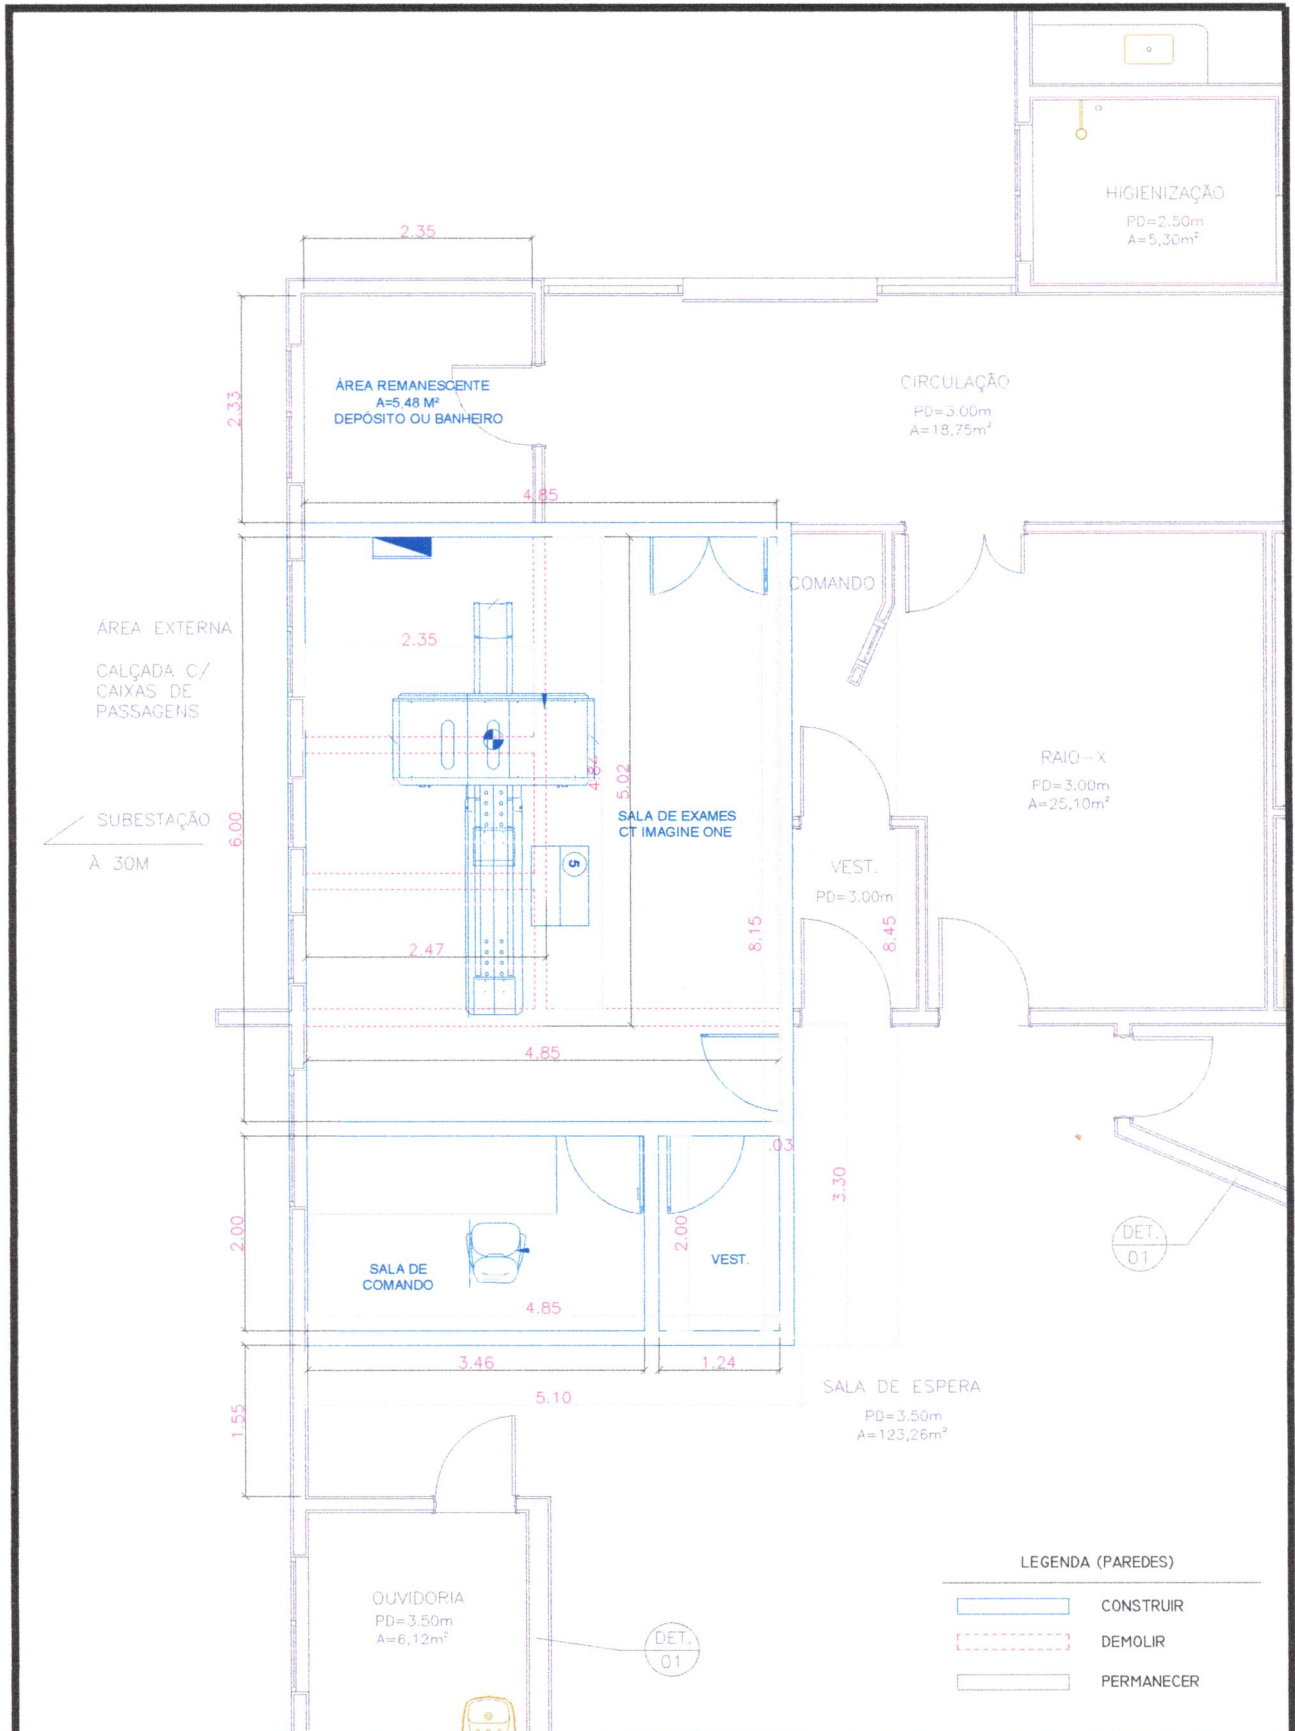 HIGIENIZAÇÃO
PD=2.50m
A=5,30m²
2.35
ÁREA REMANESCENTE
A=5,48 M²
DEPÓSITO OU BANHEIRO
2.33
CIRCULAÇÃO
PD=3.00m
A=18,75m²
4.85
COMANDO
ÁREA EXTERNA
CALÇADA C/
CAIXAS DE
PASSAGENS
2.35
SUBESTAÇÃO
À 30M
6.00
4.82
5.02
SALA DE EXAMES
CT IMAGINE ONE
5
RAIO-X
PD=3.00m
A=25,10m²
VEST.
PD=3.00m
8.15
8.45
2.47
4.85
.03
3.30
2.00
SALA DE
COMANDO
2.00
VEST.
4.85
DET.
01
3.46
1.24
5.10
1.55
SALA DE ESPERA
PD=3.50m
A=123,26m²
OUVIDORIA
PD=3.50m
A=6,12m²
DET.
01
LEGENDA (PAREDES)
CONSTRUIR
DEMOLIR
PERMANECER